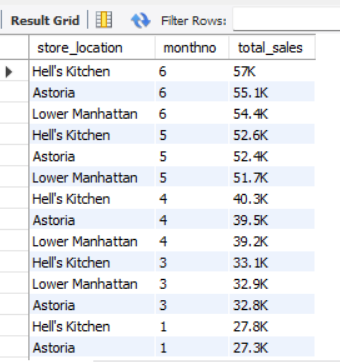 Result Grid Filter Rows:
store_location monthno total_sales
Hell's Kitchen 6 57K
Astoria 6 55.1K
Lower Manhattan 6 54.4K
Hell's Kitchen 5 52.6K
Astoria 5 52.4K
Lower Manhattan 5 51.7K
Hell's Kitchen 4 40.3K
Astoria 4 39.5K
Lower Manhattan 4 39.2K
Hell's Kitchen 3 33.1K
Lower Manhattan 3 32.9K
Astoria 3 32.8K
Hell's Kitchen 1 27.8K
Astoria 1 27.3K